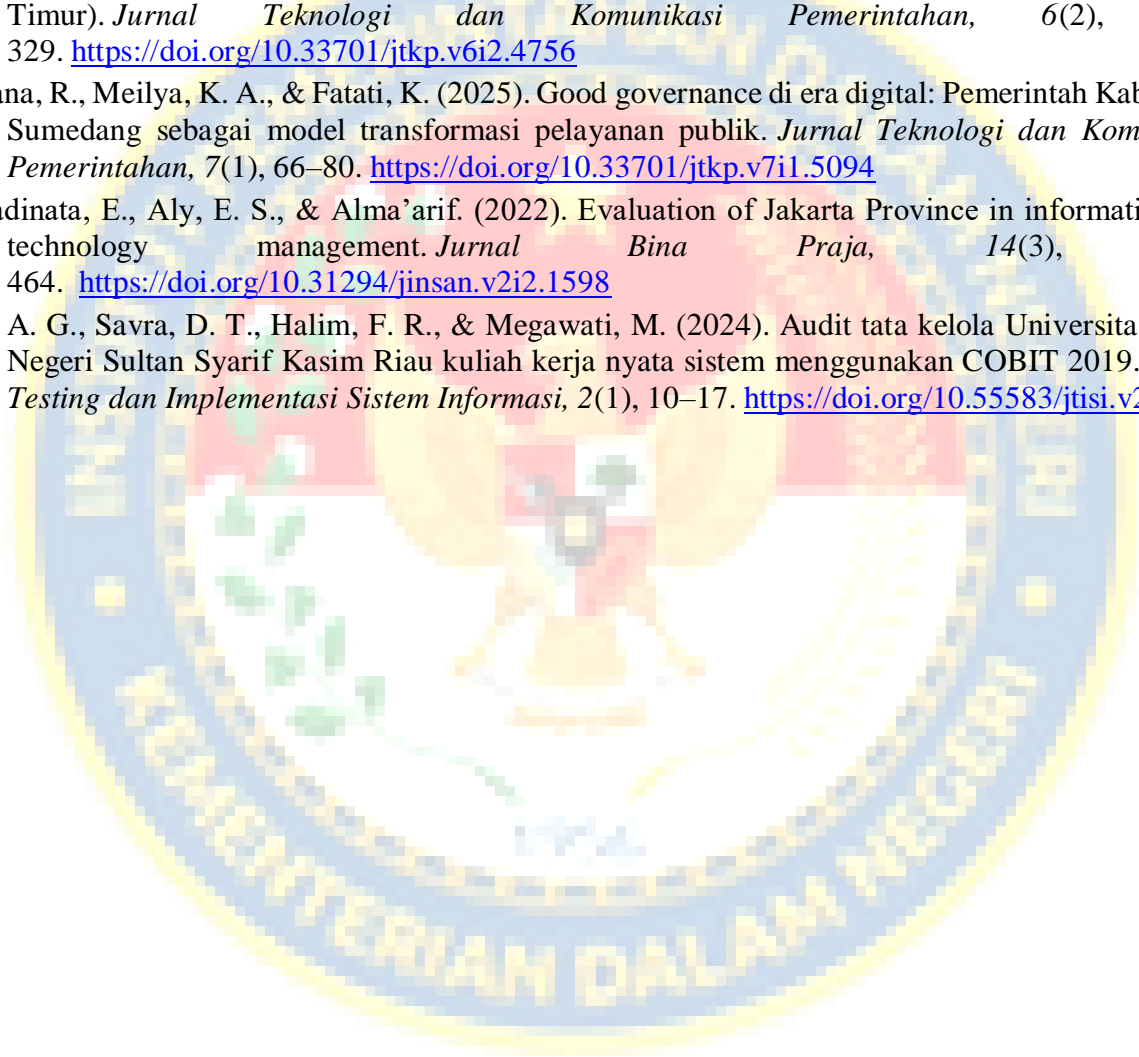 Timur). Jurnal Teknologi dan Komunikasi Pemerintahan, 6(2),
329. https://doi.org/10.33701/jtkp.v6i2.4756
ana, R., Meilya, K. A., & Fatati, K. (2025). Good governance di era digital: Pemerintah Kab
Sumedang sebagai model transformasi pelayanan publik. Jurnal Teknologi dan Kom
Pemerintahan, 7(1), 66–80. https://doi.org/10.33701/jtkp.v7i1.5094
adinata, E., Aly, E. S., & Alma’arif. (2022). Evaluation of Jakarta Province in informati
technology management. Jurnal Bina Praja, 14(3),
464. https://doi.org/10.31294/jinsan.v2i2.1598
A. G., Savra, D. T., Halim, F. R., & Megawati, M. (2024). Audit tata kelola Universita
Negeri Sultan Syarif Kasim Riau kuliah kerja nyata sistem menggunakan COBIT 2019.
Testing dan Implementasi Sistem Informasi, 2(1), 10–17. https://doi.org/10.55583/jtisi.v2
KEMENTERIAN DALAM NEGERI